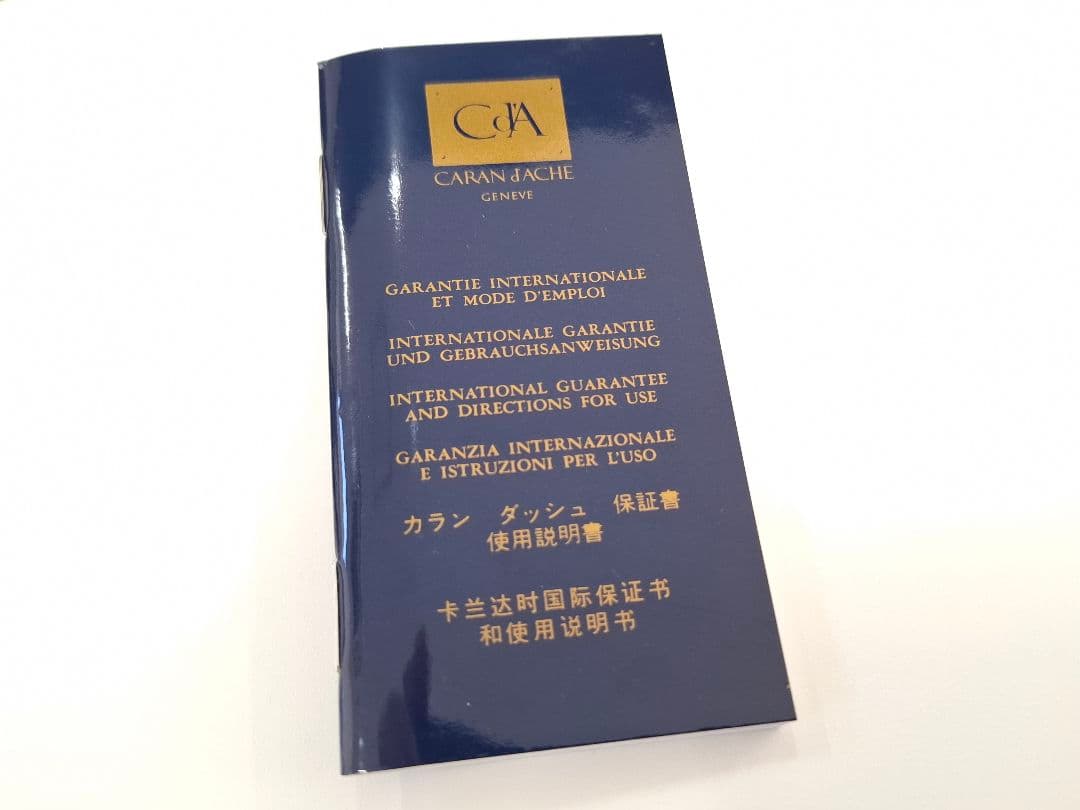 Cd'A
CARAN d'ACHE
GENEVE
GARANTIE INTERNATIONALE
ET MODE D'EMPLOI
INTERNATIONALE GARANTIE
UND GEBRAUCHSANWEISUNG
INTERNATIONAL GUARANTEE
AND DIRECTIONS FOR USE
GARANZIA INTERNAZIONALE
E ISTRUZIONI PER L'USO
カラン ダッシュ 保証書
使用説明書
卡兰达时国际保证书
和使用说明书